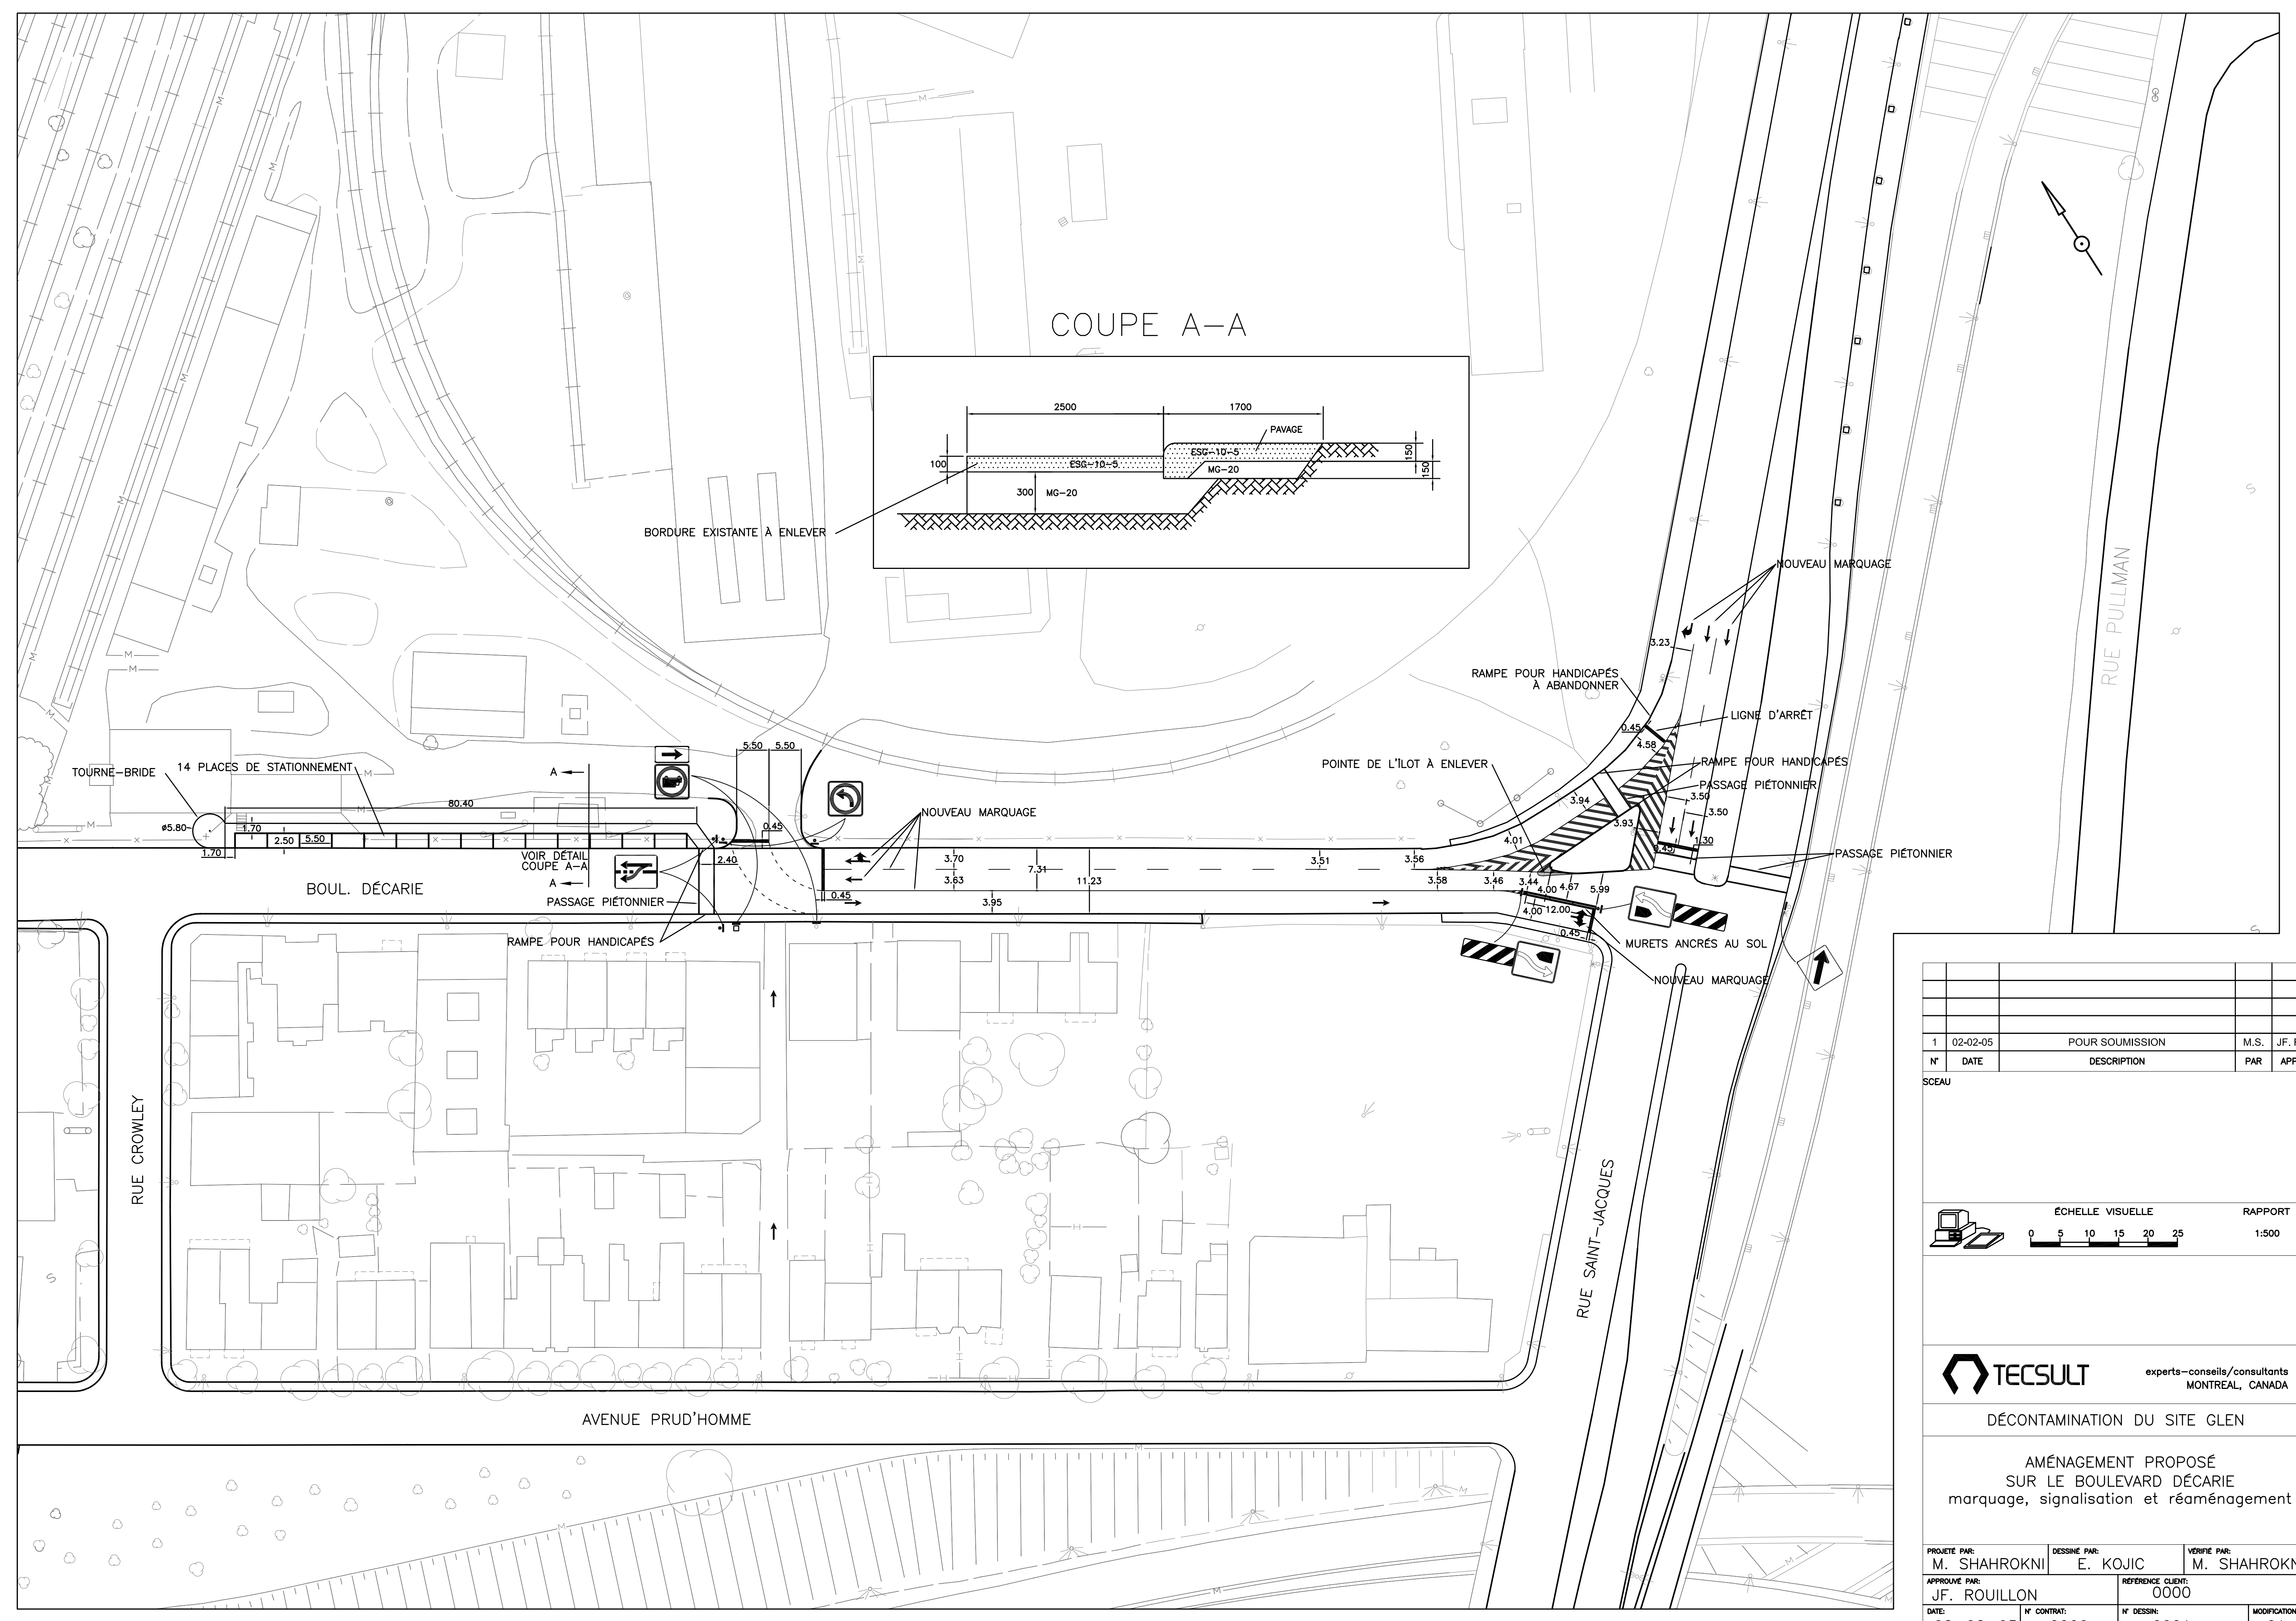 COUPE A-A
2500
1700
PAVAGE
ESG-10-5
ESG-10-5
MG-20
100
150
150
300 MG-20
BORDURE EXISTANTE À ENLEVER
NOUVEAU MARQUAGE
RUE PULLMAN
3.23
RAMPE POUR HANDICAPÉS
À ABANDONNER
LIGNE D'ARRÊT
0.45
4.58
RAMPE POUR HANDICAPÉS
PASSAGE PIÉTONNIER
POINTE DE L'ÎLOT À ENLEVER
3.94
3.50
3.50
3.93
4.01
1.30
0.45
PASSAGE PIÉTONNIER
5.50 5.50
TOURNE-BRIDE
14 PLACES DE STATIONNEMENT
A
80.40
ø5.80
1.70
2.50
5.50
1.70
0.45
NOUVEAU MARQUAGE
VOIR DÉTAIL
COUPE A-A
A
2.40
3.70
3.63
7.31
11.23
3.95
0.45
3.51
3.56
3.58
3.46
3.44
4.00
4.67
5.99
4.00
12.00
0.45
BOUL. DÉCARIE
PASSAGE PIÉTONNIER
RAMPE POUR HANDICAPÉS
MURETS ANCRÉS AU SOL
NOUVEAU MARQUAGE
RUE CROWLEY
RUE SAINT-JACQUES
AVENUE PRUD'HOMME
1 02-02-05 POUR SOUMISSION M.S. JF.
N° DATE DESCRIPTION PAR
SCEAU
ÉCHELLE VISUELLE
RAPPORT
0 5 10 15 20 25
1:500
TECSULT
experts-conseils/consultants
MONTREAL, CANADA
DÉCONTAMINATION DU SITE GLEN
AMÉNAGEMENT PROPOSÉ
SUR LE BOULEVARD DÉCARIE
marquage, signalisation et réaménagement
PROJETÉ PAR: DESSINÉ PAR: VÉRIFIÉ PAR:
M. SHAHROKNI E. KOJIC M. SHAHROKN
APPROUVÉ PAR: RÉFÉRENCE CLIENT:
JF. ROUILLON 0000
DATE: N° CONTRAT: N° DESSIN: MODIFICATION